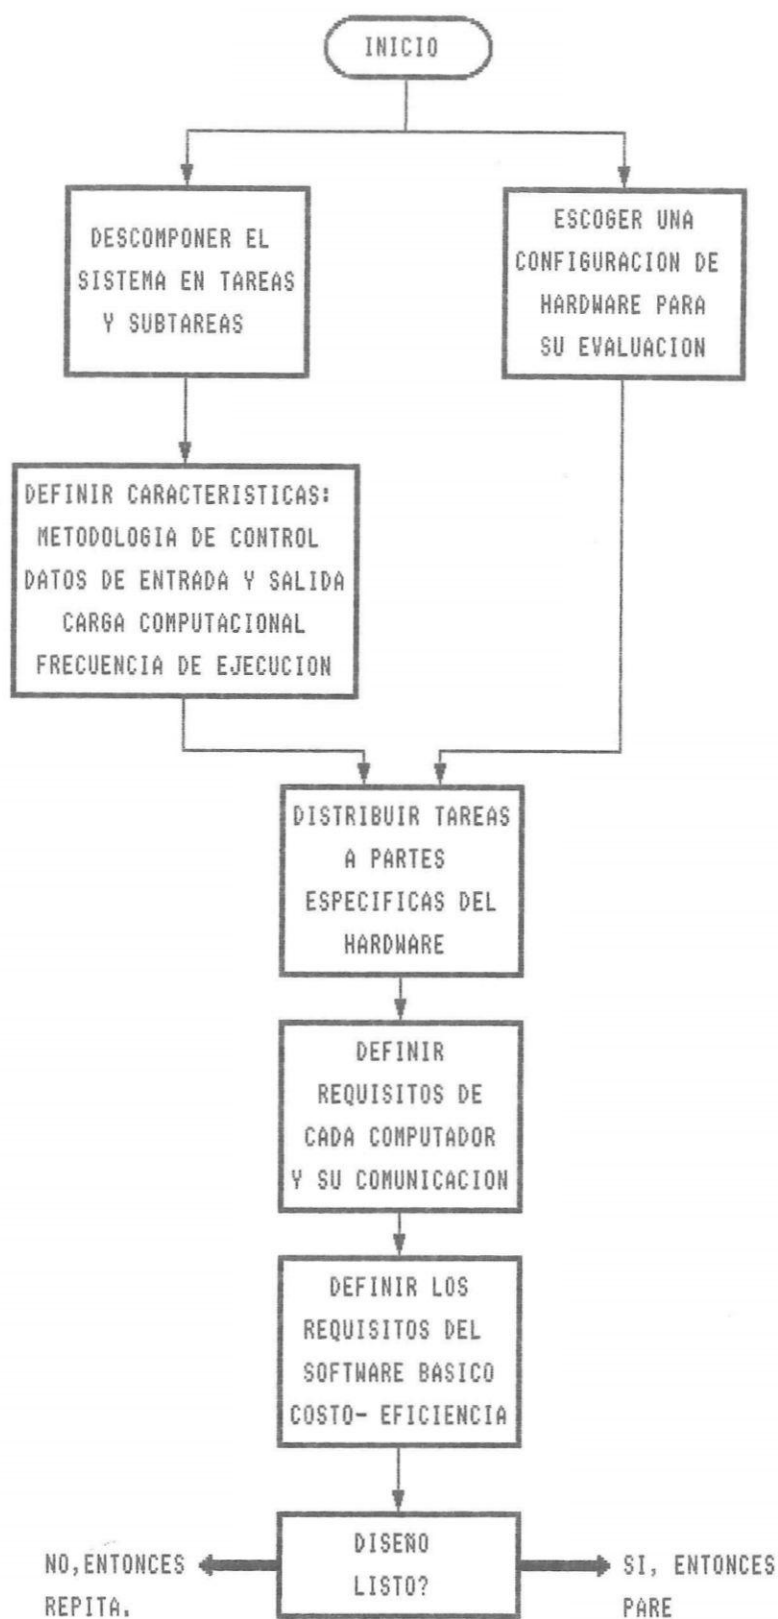 INICIO
DESCOMPONER EL
SISTEMA EN TAREAS
Y SUBTAREAS
ESCOGER UNA
CONFIGURACION DE
HARDWARE PARA
SU EVALUACION
DEFINIR CARACTERISTICAS:
METODOLOGIA DE CONTROL
DATOS DE ENTRADA Y SALIDA
CARGA COMPUTACIONAL
FRECUENCIA DE EJECUCION
DISTRIBUIR TAREAS
A PARTES
ESPECIFICAS DEL
HARDWARE
DEFINIR
REQUISITOS DE
CADA COMPUTADOR
Y SU COMUNICACION
DEFINIR LOS
REQUISITOS DEL
SOFTWARE BASICO
COSTO- EFICIENCIA
DISEÑO
LISTO?
NO,ENTONCES
REPITA.
SI, ENTONCES
PARE